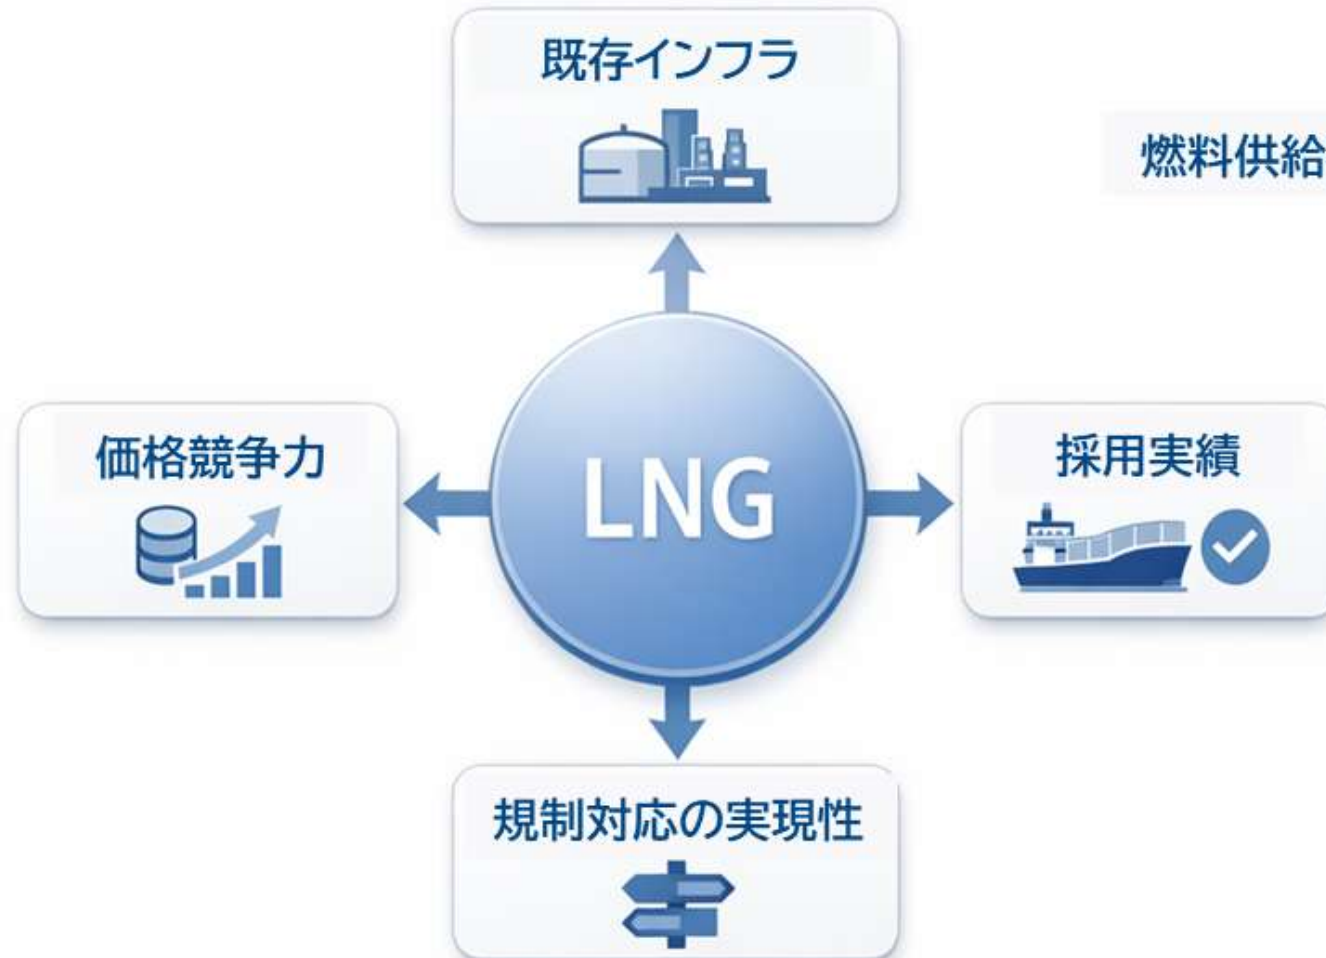 既存インフラ
燃料供給
価格競争力
LNG
採用実績
規制対応の実現性